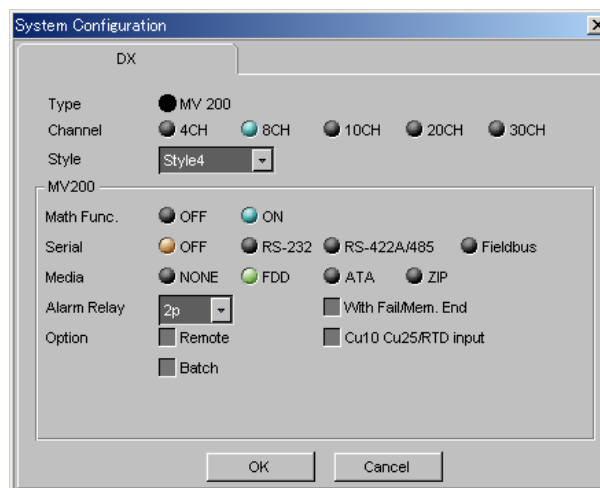 System Configuration
DX
Type MV 200
Channel 4CH 8CH 10CH 20CH 30CH
Style Style4
MV200
Math Func. OFF ON
Serial OFF RS-232 RS-422A/485 Fieldbus
Media NONE FDD ATA ZIP
Alarm Relay 2p With Fail/Mem. End
Option Remote Cu10 Cu25/RTD input
Batch
OK Cancel